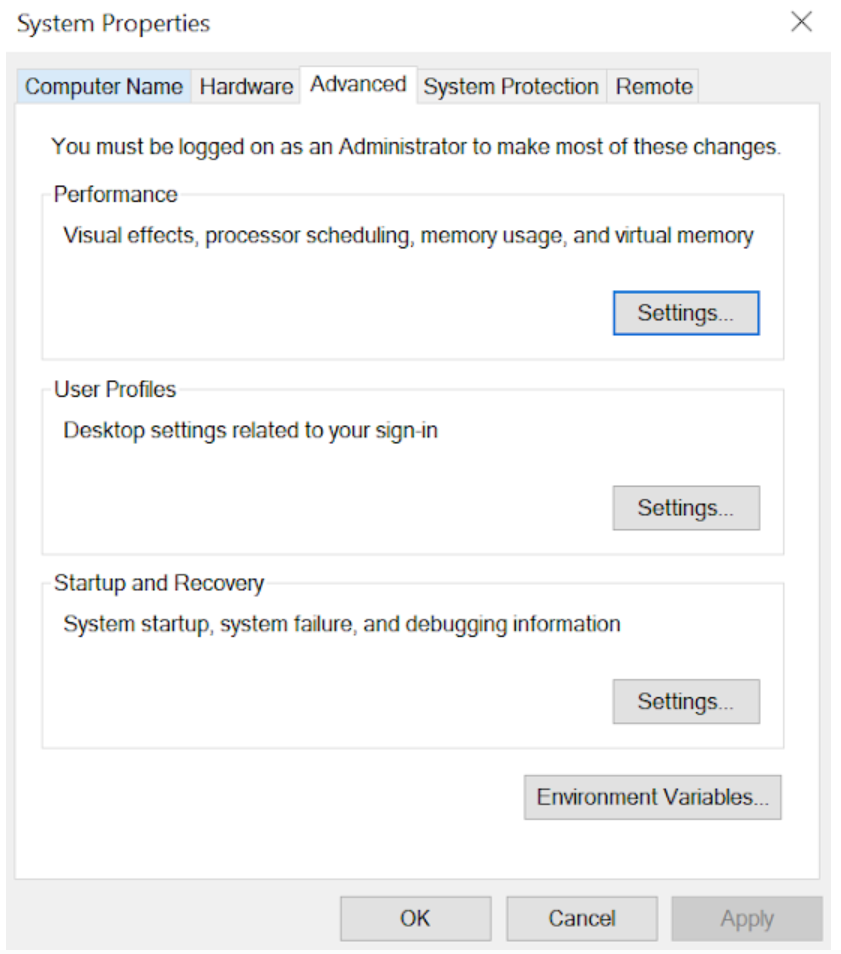 System Properties
Computer Name Hardware Advanced System Protection Remote
You must be logged on as an Administrator to make most of these changes.
Performance
Visual effects, processor scheduling, memory usage, and virtual memory
Settings...
User Profiles
Desktop settings related to your sign-in
Settings...
Startup and Recovery
System startup, system failure, and debugging information
Settings...
Environment Variables...
OK Cancel Apply